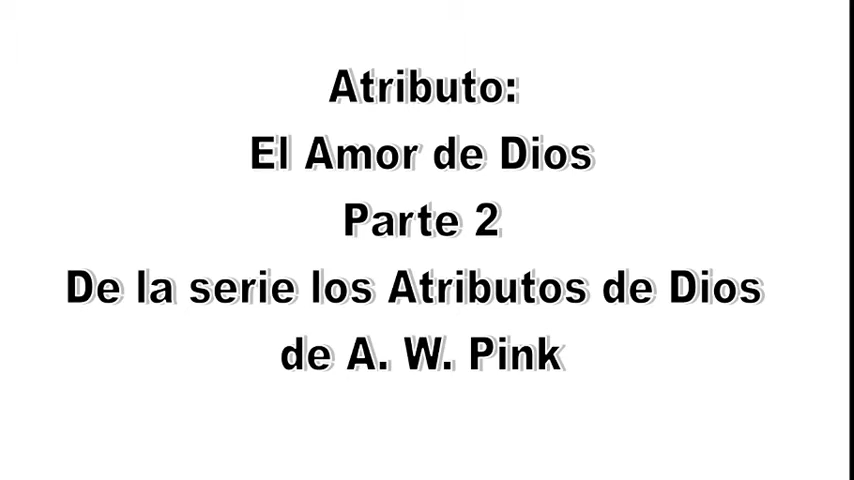 Atributo:
El Amor de Dios
Parte 2
De la serie los Atributos de Dios
de A. W. Pink